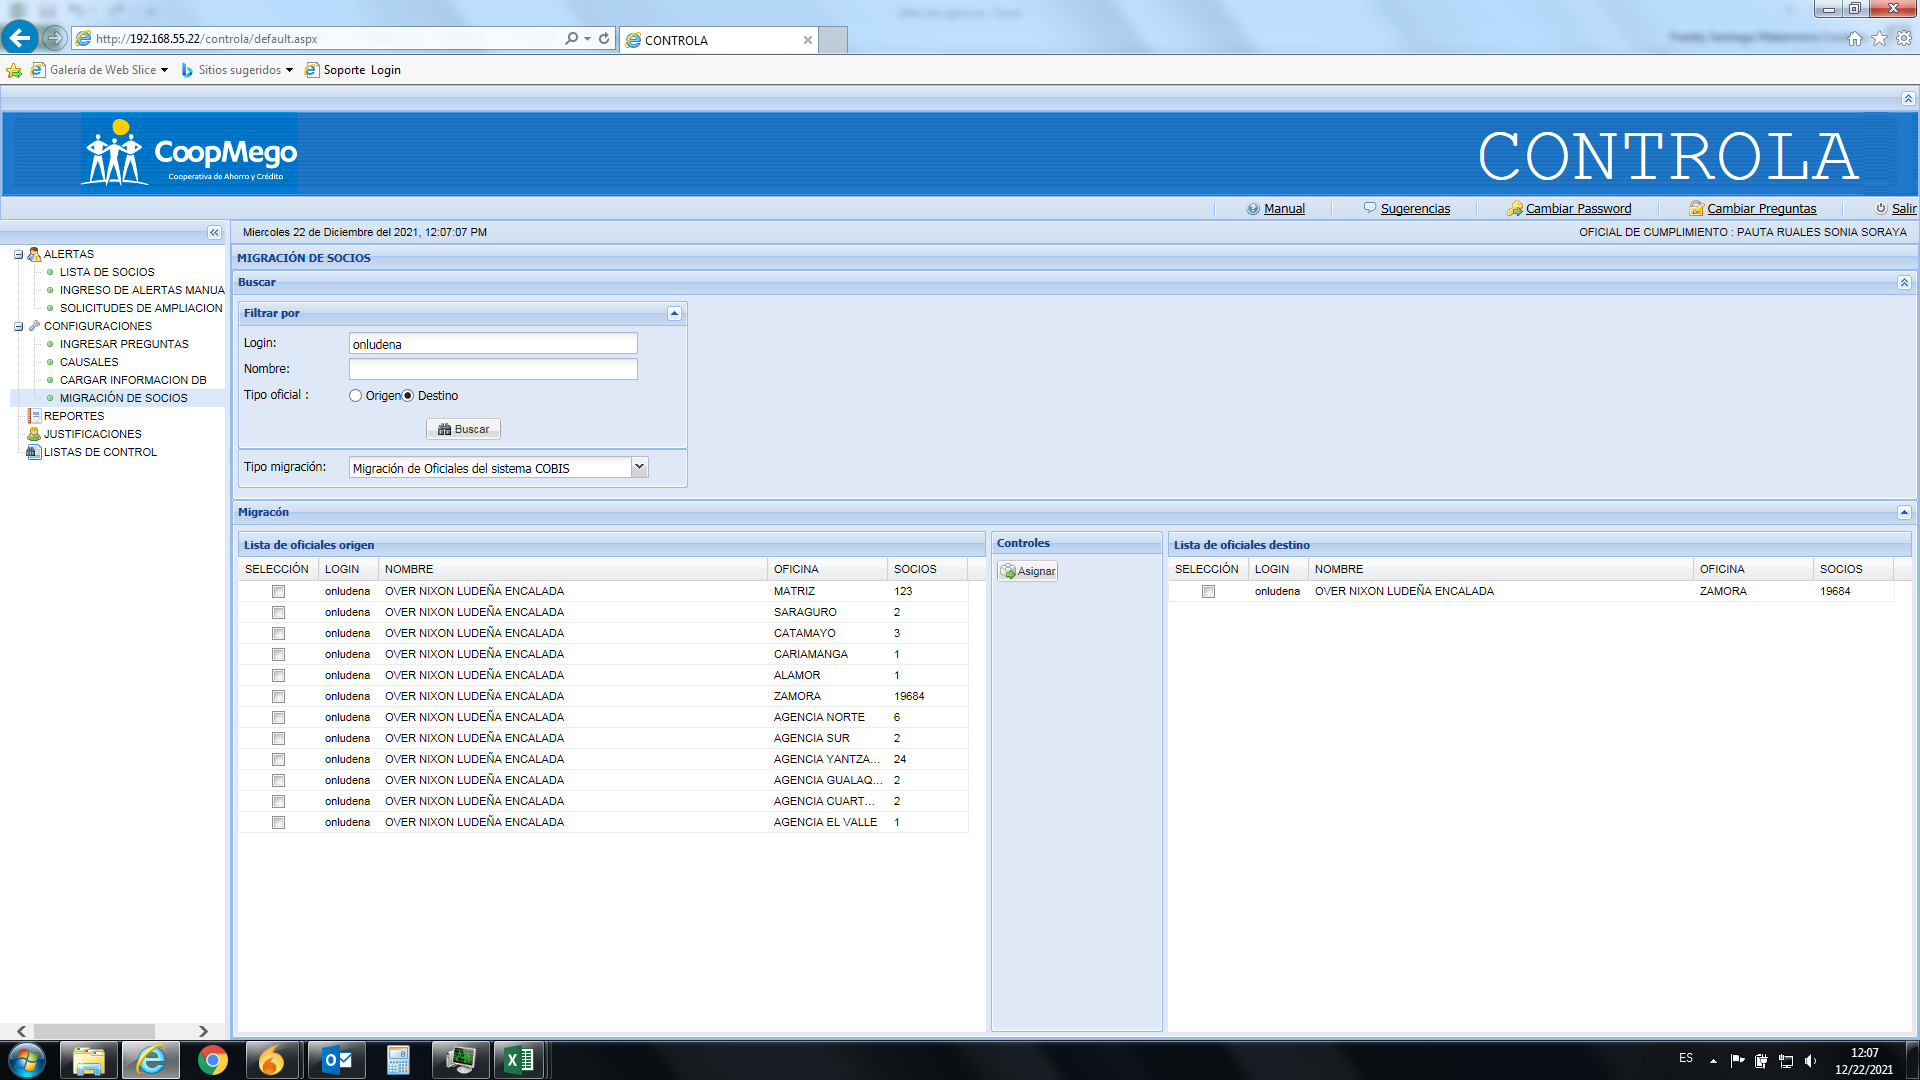 http://192.168.55.22/controla/default.aspx
CONTROLA
Galería de Web Slice
Sitios sugeridos
Soporte Login
CoopMego
Cooperativa de Ahorro y Crédito
CONTROLA
Manual
Sugerencias
Cambiar Password
Cambiar Preguntas
Salir
Miercoles 22 de Diciembre del 2021, 12:07:07 PM
OFICIAL DE CUMPLIMIENTO : PAUTA RUALES SONIA SORAYA
ALERTAS
LISTA DE SOCIOS
INGRESO DE ALERTAS MANUA
SOLICITUDES DE AMPLIACION
CONFIGURACIONES
INGRESAR PREGUNTAS
CAUSALES
CARGAR INFORMACION DB
MIGRACIÓN DE SOCIOS
REPORTES
JUSTIFICACIONES
LISTAS DE CONTROL
MIGRACIÓN DE SOCIOS
Buscar
Filtrar por
Login: onludena
Nombre:
Tipo oficial : Origen Destino
Buscar
Tipo migración: Migración de Oficiales del sistema COBIS
Migracón
Lista de oficiales origen
SELECCIÓN LOGIN NOMBRE OFICINA SOCIOS
onludena OVER NIXON LUDEÑA ENCALADA MATRIZ 123
onludena OVER NIXON LUDEÑA ENCALADA SARAGURO 2
onludena OVER NIXON LUDEÑA ENCALADA CATAMAYO 3
onludena OVER NIXON LUDEÑA ENCALADA CARIAMANGA 1
onludena OVER NIXON LUDEÑA ENCALADA ALAMOR 1
onludena OVER NIXON LUDEÑA ENCALADA ZAMORA 19684
onludena OVER NIXON LUDEÑA ENCALADA AGENCIA NORTE 6
onludena OVER NIXON LUDEÑA ENCALADA AGENCIA SUR 2
onludena OVER NIXON LUDEÑA ENCALADA AGENCIA YANTZA... 24
onludena OVER NIXON LUDEÑA ENCALADA AGENCIA GUALAQ... 2
onludena OVER NIXON LUDEÑA ENCALADA AGENCIA CUART... 2
onludena OVER NIXON LUDEÑA ENCALADA AGENCIA EL VALLE 1
Controles
Asignar
Lista de oficiales destino
SELECCIÓN LOGIN NOMBRE OFICINA SOCIOS
onludena OVER NIXON LUDEÑA ENCALADA ZAMORA 19684
ES
12:07
12/22/2021